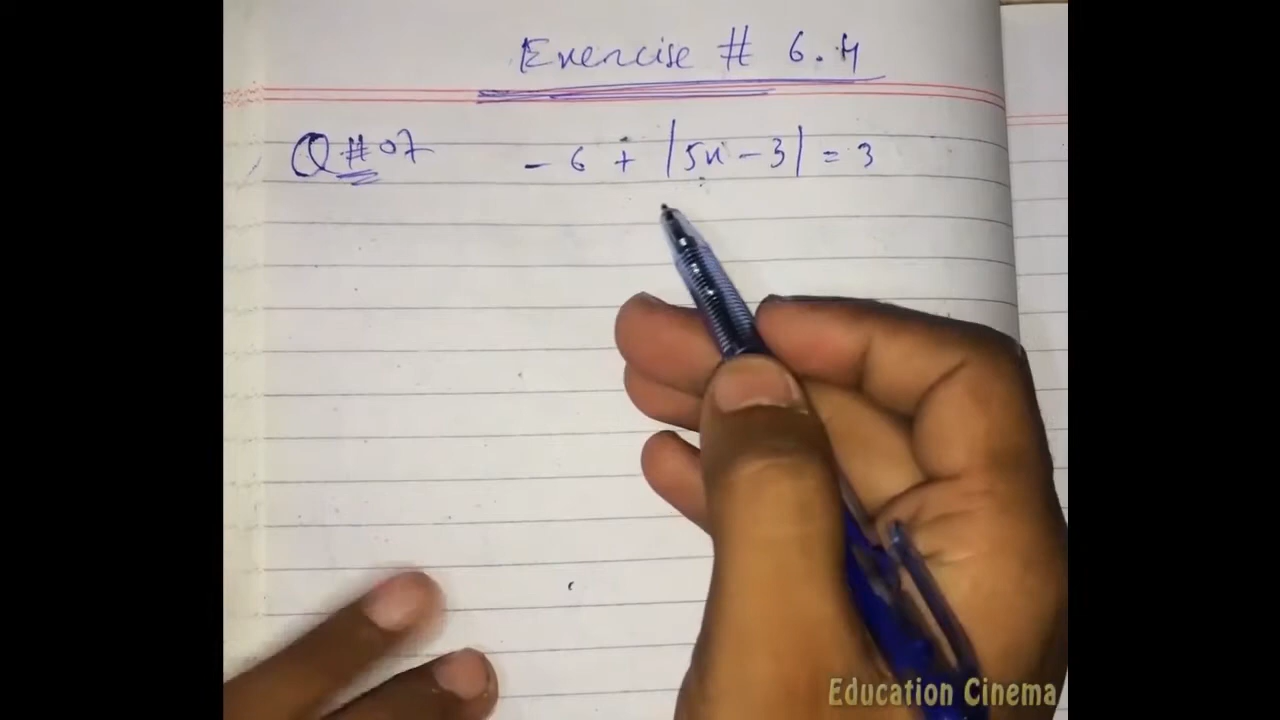 Exercise # 6.4
Q#07 - 6 + |5x - 3| = 3
Education Cinema